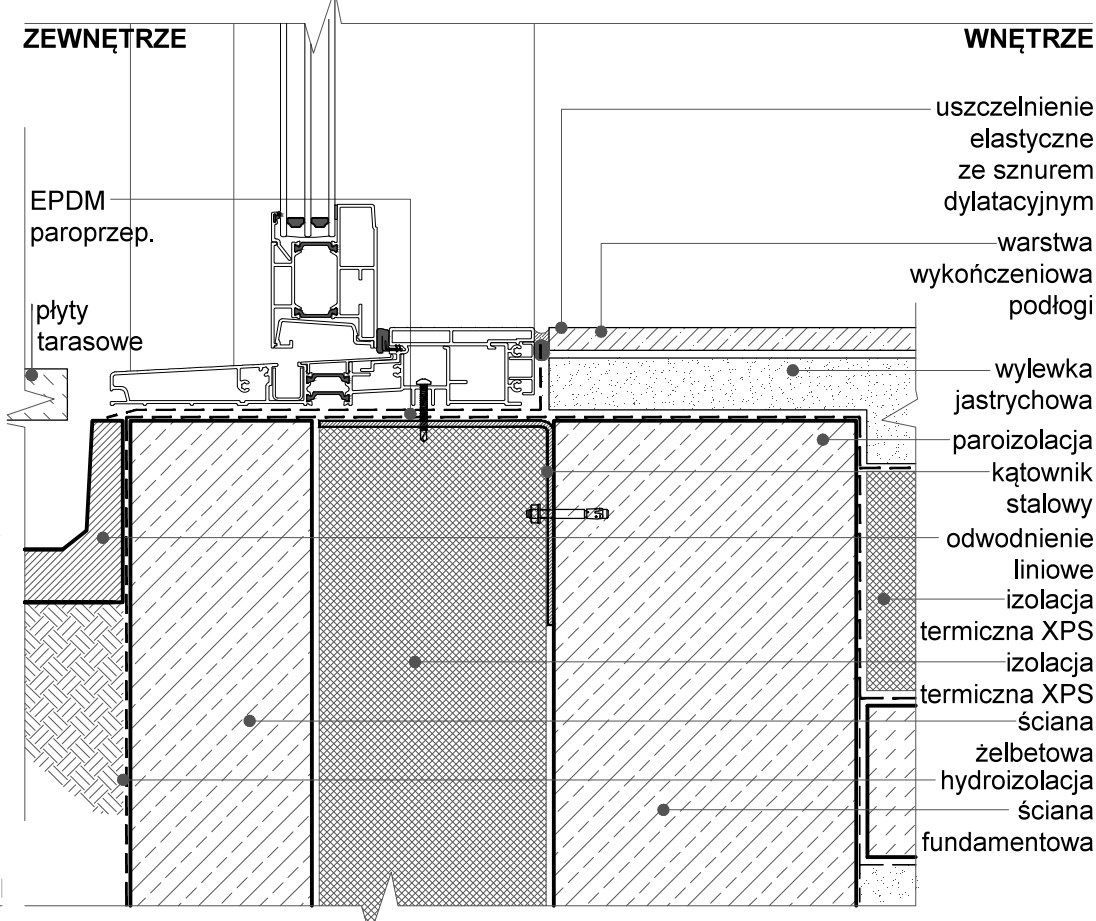 ZEWNĘTRZE
WNĘTRZE
EPDM
paroprzep.
płyty
tarasowe
uszczelnienie
elastyczne
ze sznurem
dylatacyjnym
warstwa
wykończeniowa
podłogi
wylewka
jastrychowa
paroizolacja
kątownik
stalowy
odwodnienie
liniowe
izolacja
termiczna XPS
izolacja
termiczna XPS
ściana
żelbetowa
hydroizolacja
ściana
fundamentowa